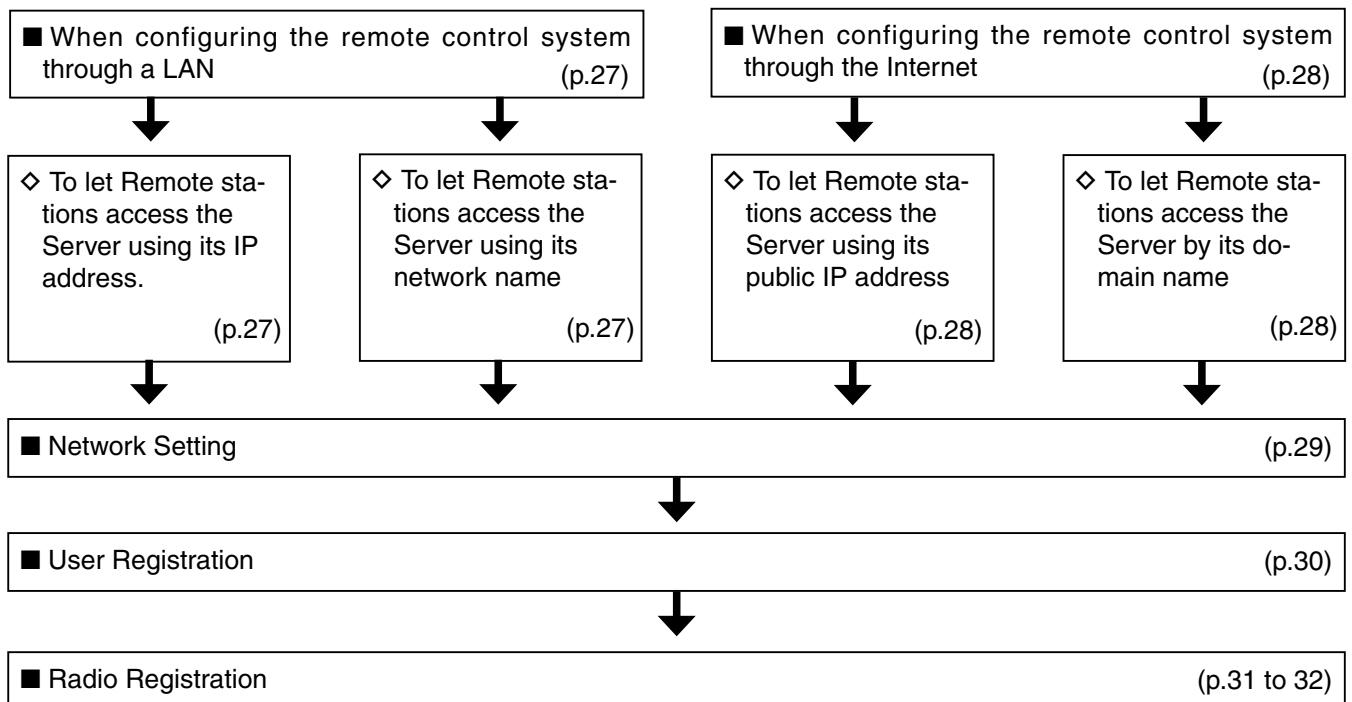 ■ When configuring the remote control system
through a LAN
(p.27)
■ When configuring the remote control system
through the Internet
(p.28)
◇ To let Remote sta-
tions access the
Server using its IP
address.
(p.27)
◇ To let Remote sta-
tions access the
Server using its
network name
(p.27)
◇ To let Remote sta-
tions access the
Server using its
public IP address
(p.28)
◇ To let Remote sta-
tions access the
Server by its do-
main name
(p.28)
■ Network Setting (p.29)
■ User Registration (p.30)
■ Radio Registration (p.31 to 32)